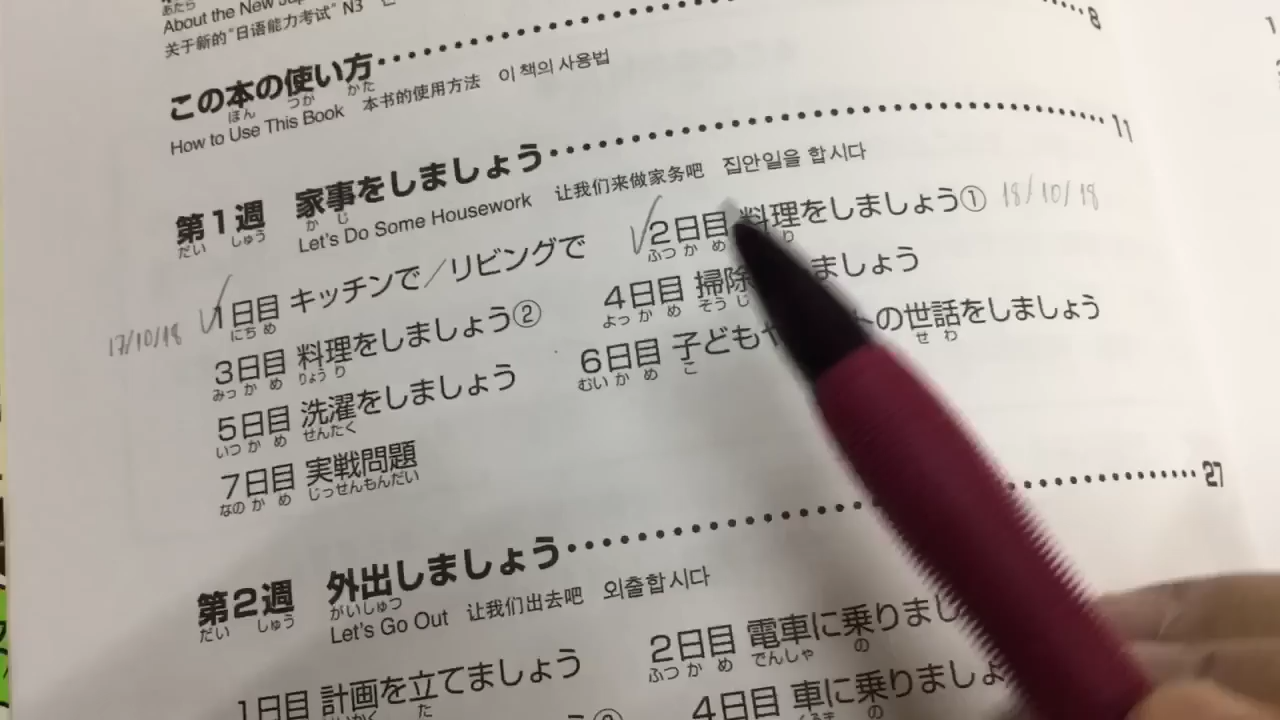 あたら
About the New
关于新的“日语能力考试” N3
この本の使い方 8
ほん つか かた
How to Use This Book 本书的使用方法 이 책의 사용법
第1週 家事をしましょう 11
だい しゅう か じ
Let's Do Some Housework 让我们来做家务吧 집안일을 합시다
17/10/18 1日目 キッチンで／リビングで 2日目 料理をしましょう① 18/10/18
にち め ふつ か め り
3日目 料理をしましょう② 4日目 掃除 ましょう
みっ か め りょう り よっ か め そう じ
5日目 洗濯をしましょう 6日目 子どもや トの世話をしましょう
いつ か め せんたく むい か め こ せ わ
7日目 実戦問題
なの か め じっせんもんだい
第2週 外出しましょう 27
だい しゅう がいしゅつ
Let's Go Out 让我们出去吧 외출합시다
1日目 計画を立てましょう 2日目 電車に乗りまし
た ふつ か め でんしゃ の
4日目 車に乗りましょ
くるま の